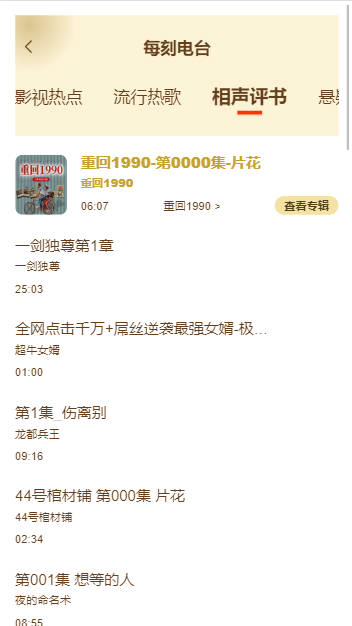 每刻电台
影视热点 流行热歌 相声评书 悬疑
重回1990
重回1990-第0000集-片花
重回1990
06:07 重回1990 > 查看专辑
一剑独尊第1章
一剑独尊
25:03
全网点击千万+屌丝逆袭最强女婿-极...
超牛女婿
01:00
第1集_伤离别
龙都兵王
09:16
44号棺材铺 第000集 片花
44号棺材铺
02:34
第001集 想等的人
夜的命名术
08:55